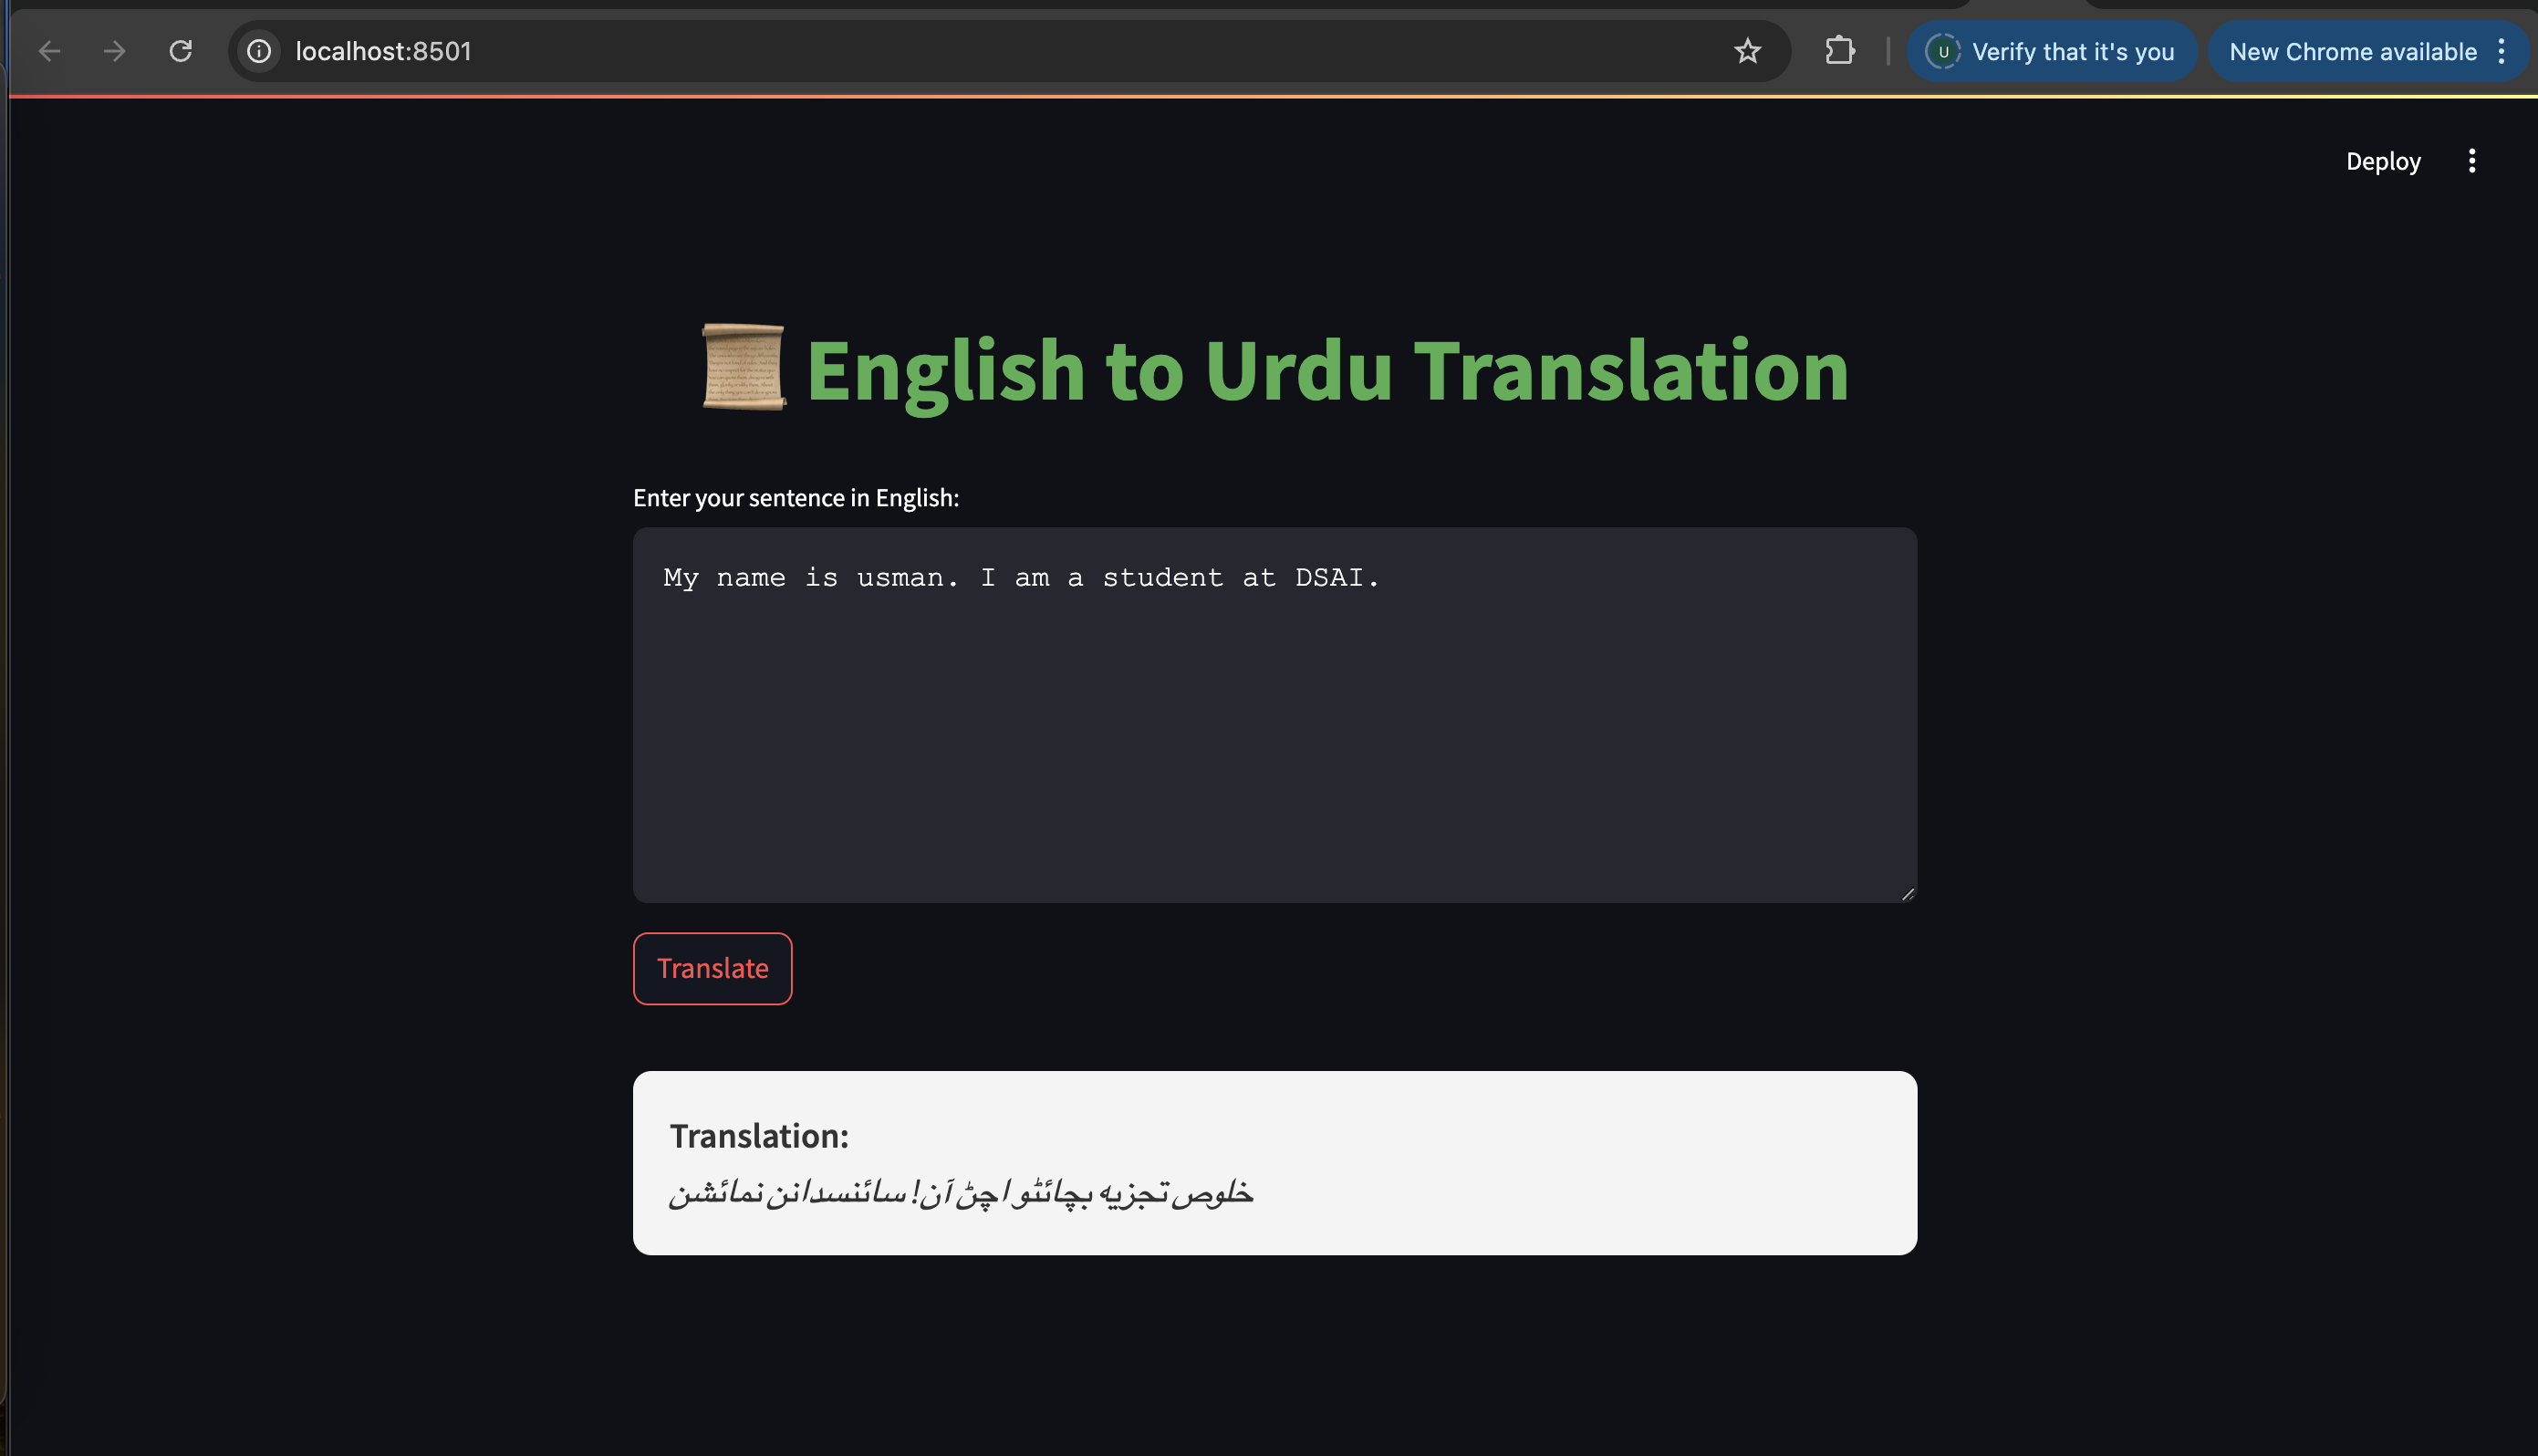 localhost:8501
U Verify that it's you
New Chrome available
Deploy
English to Urdu Translation
Enter your sentence in English:
My name is usman. I am a student at DSAI.
Translate
Translation:
خلوص تجزیہ بچائٹو اچٹن آن! سائنسدانن نمائشن